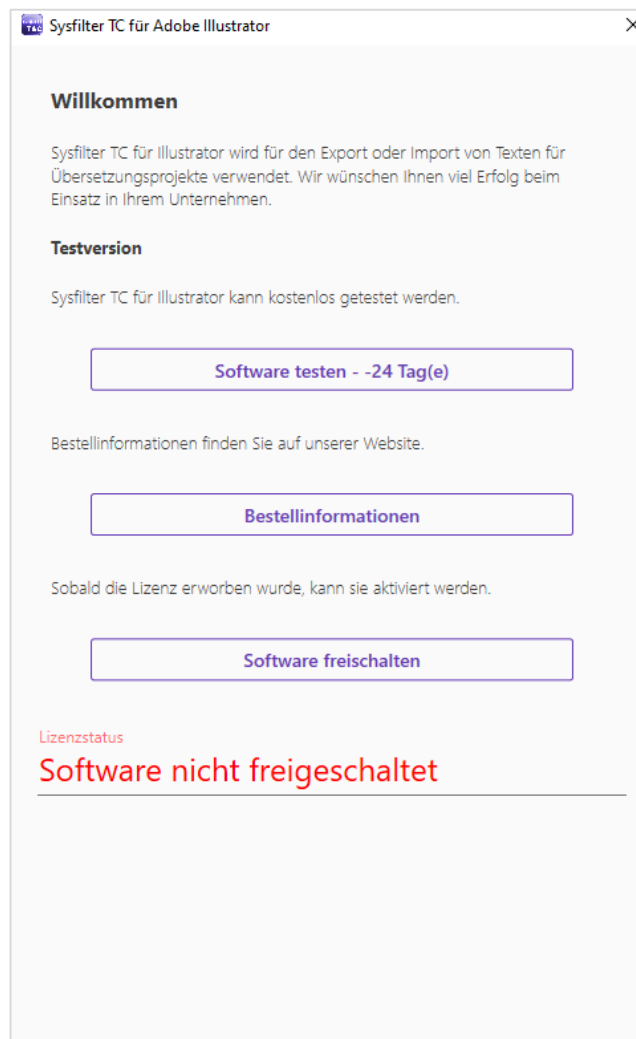 Sysfilter TC für Adobe Illustrator
Willkommen
Sysfilter TC für Illustrator wird für den Export oder Import von Texten für
Übersetzungsprojekte verwendet. Wir wünschen Ihnen viel Erfolg beim
Einsatz in Ihrem Unternehmen.
Testversion
Sysfilter TC für Illustrator kann kostenlos getestet werden.
Software testen - -24 Tag(e)
Bestellinformationen finden Sie auf unserer Website.
Bestellinformationen
Sobald die Lizenz erworben wurde, kann sie aktiviert werden.
Software freischalten
Lizenzstatus
Software nicht freigeschaltet